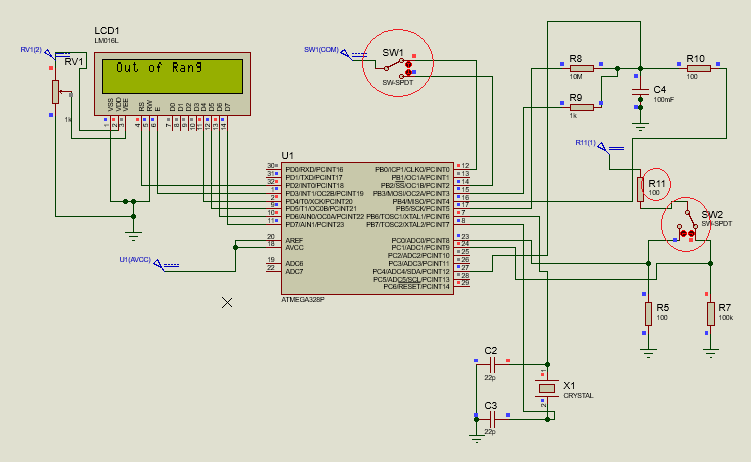 LCD1
LM016L
RV1(2)
RV1
1k
Out of Rang
VSS
VDD
VEE
RS
RW
E
D0
D1
D2
D3
D4
D5
D6
D7
1
2
3
4
5
6
7
8
9
10
11
12
13
14
SW1(COM)
SW1
SW-SPDT
R8
10M
R9
1k
R10
100
C4
100mF
R11(1)
R11
100
SW2
SW-SPDT
R5
100
R7
100k
U1
30 PD0/RXD/PCINT16
31 PD1/TXD/PCINT17
32 PD2/INT0/PCINT18
1 PD3/INT1/OC2B/PCINT19
2 PD4/T0/XCK/PCINT20
9 PD5/T1/OC0B/PCINT21
10 PD6/AIN0/OC0A/PCINT22
11 PD7/AIN1/PCINT23
20 AREF
18 AVCC
19 ADC6
22 ADC7
PB0/ICP1/CLKO/PCINT0 12
PB1/OC1A/PCINT1 13
PB2/SS/OC1B/PCINT2 14
PB3/MOSI/OC2A/PCINT3 15
PB4/MISO/PCINT4 16
PB5/SCK/PCINT5 17
PB6/TOSC1/XTAL1/PCINT6 7
PB7/TOSC2/XTAL2/PCINT7 8
PC0/ADC0/PCINT8 23
PC1/ADC1/PCINT9 24
PC2/ADC2/PCINT10 25
PC3/ADC3/PCINT11 26
PC4/ADC4/SDA/PCINT12 27
PC5/ADC5/SCL/PCINT13 28
PC6/RESET/PCINT14 29
ATMEGA328P
U1(AVCC)
C2
22p
C3
22p
X1
CRYSTAL
1
2